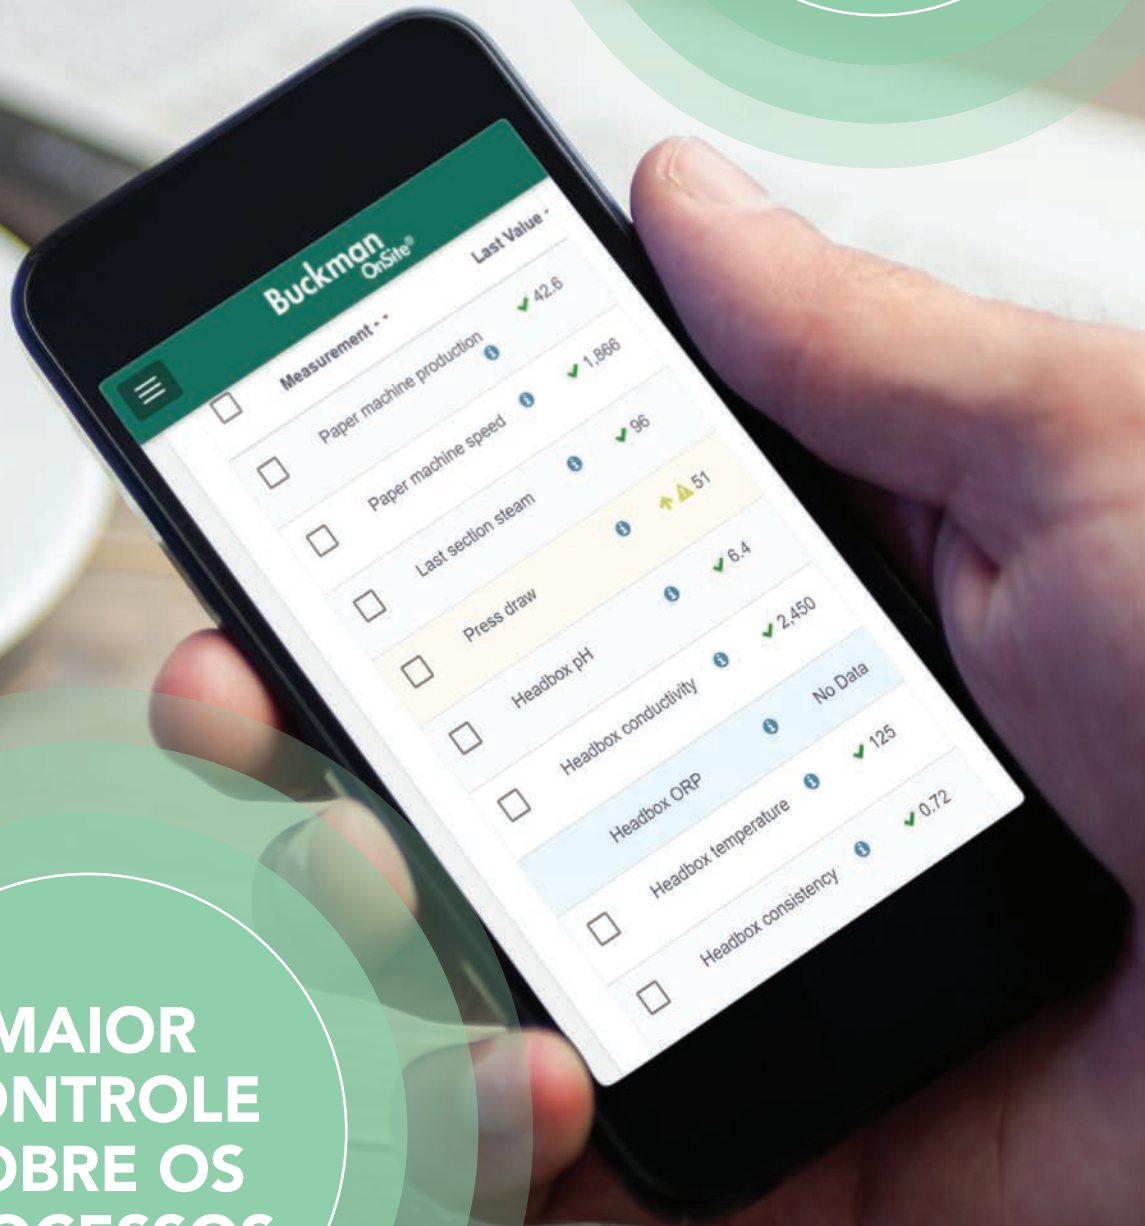 Buckman
OnSite®
Measurement - - Last Value -
Paper machine production 42.6
Paper machine speed 1,866
Last section steam 96
Press draw 51
Headbox pH 6.4
Headbox conductivity 2,450
Headbox ORP No Data
Headbox temperature 125
Headbox consistency 0.72
MAIOR
ONTROLE
OBRE OS